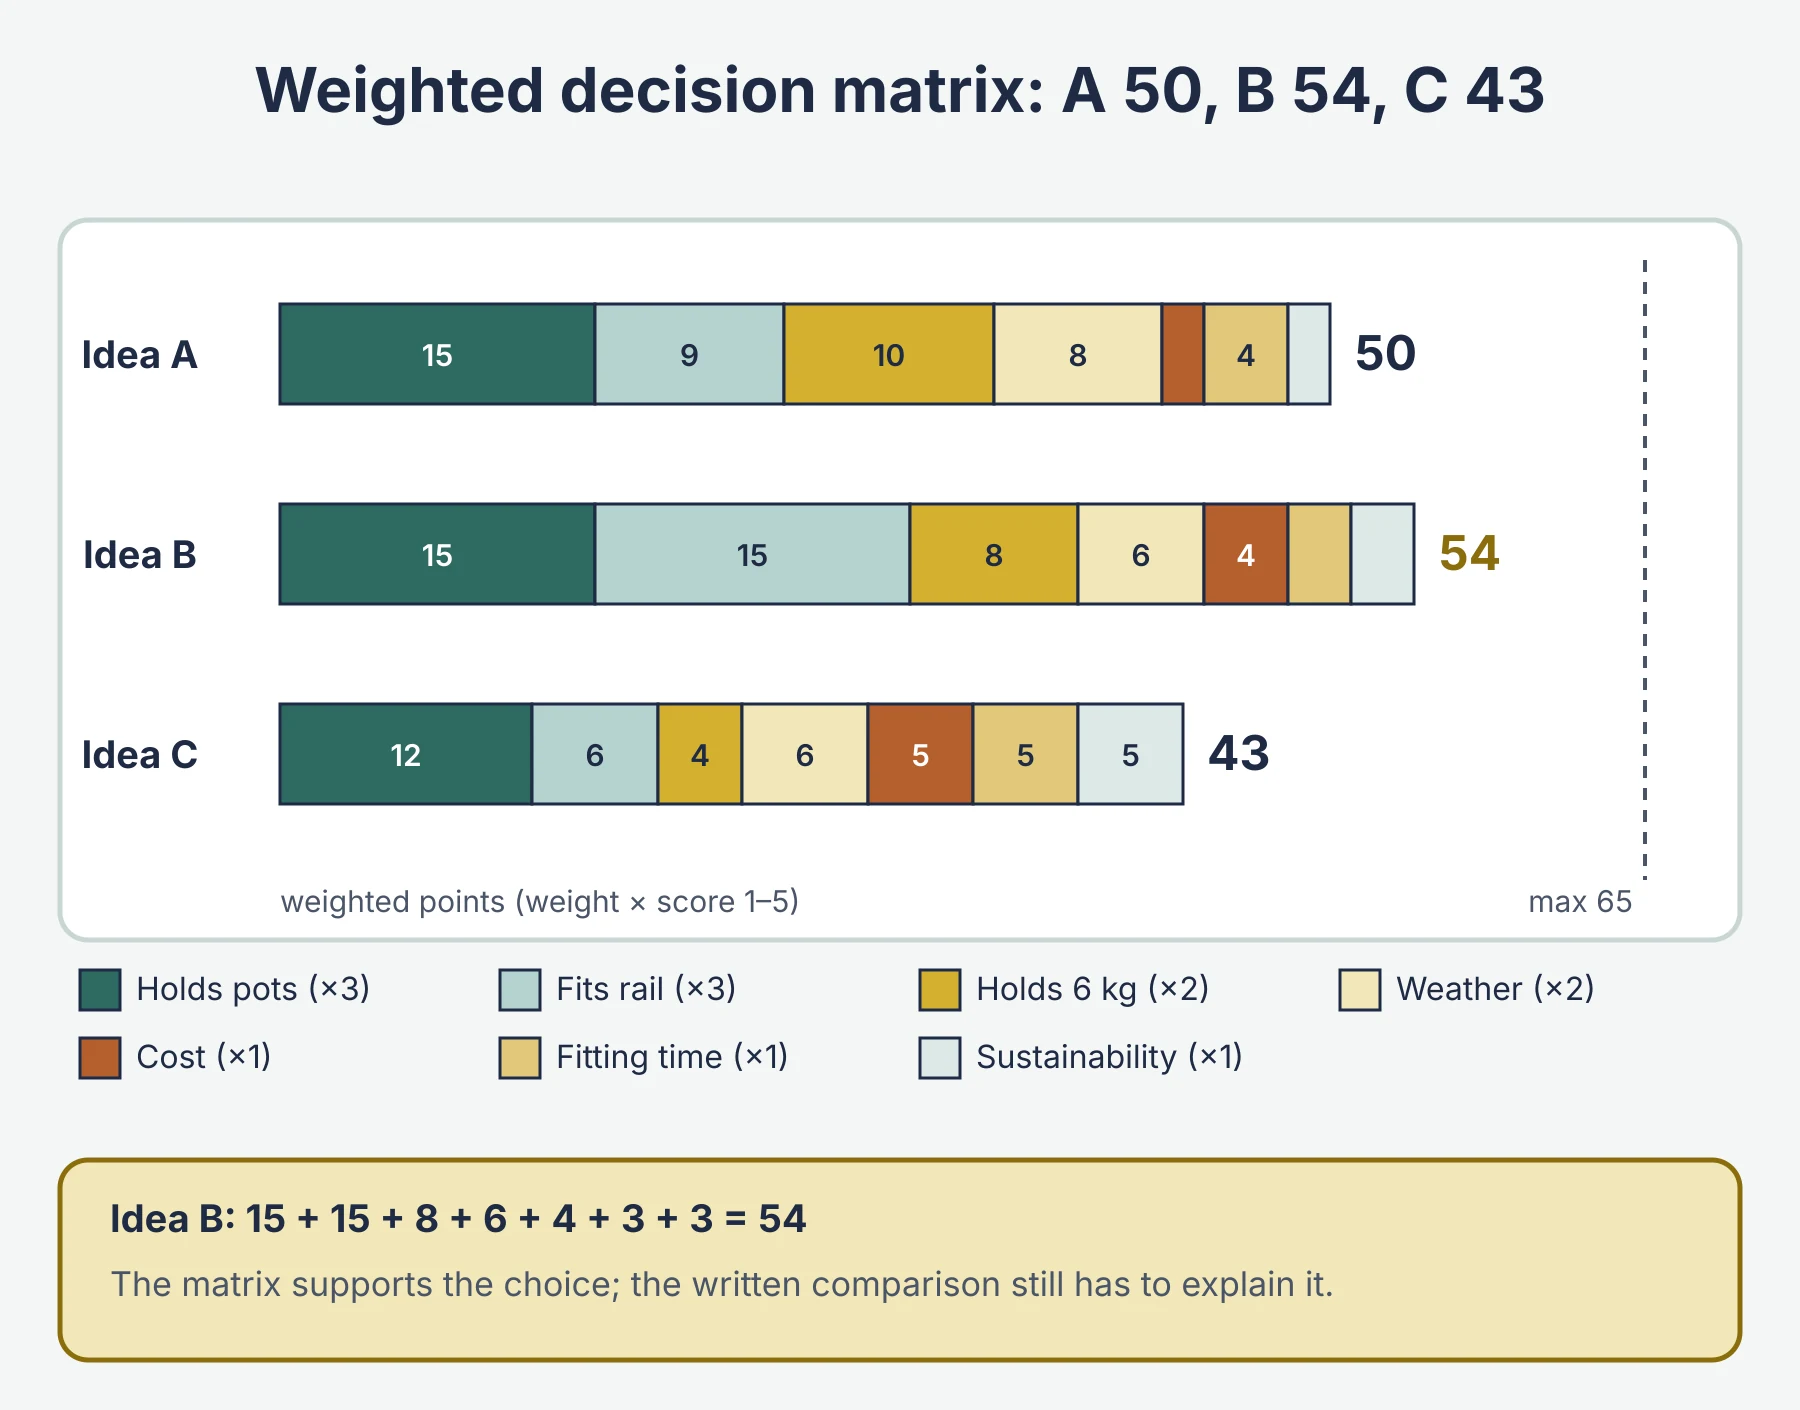 Weighted decision matrix: A 50, B 54, C 43
Idea A 15 9 10 8 4 50
Idea B 15 15 8 6 4 54
Idea C 12 6 4 6 5 5 5 43
weighted points (weight × score 1–5) max 65
Holds pots (×3) Fits rail (×3) Holds 6 kg (×2) Weather (×2)
Cost (×1) Fitting time (×1) Sustainability (×1)
Idea B: 15 + 15 + 8 + 6 + 4 + 3 + 3 = 54
The matrix supports the choice; the written comparison still has to explain it.